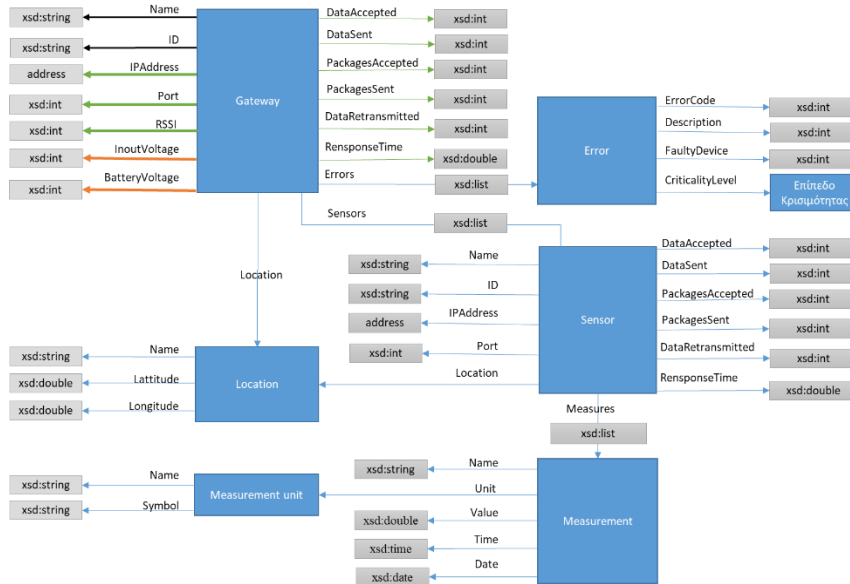 Name
xsd:string
ID
xsd:string
IPAddress
address
Port
xsd:int
RSSI
xsd:int
InoutVoltage
xsd:int
BatteryVoltage
xsd:int
Gateway
DataAccepted
xsd:int
DataSent
xsd:int
PackagesAccepted
xsd:int
PackagesSent
xsd:int
DataRetransmitted
xsd:int
RensponseTime
xsd:double
Errors
xsd:list
Sensors
xsd:list
Error
ErrorCode
xsd:int
Description
xsd:int
FaultyDevice
xsd:int
CriticalityLevel
Επίπεδο
Κρισιμότητας
Location
Name
xsd:string
ID
xsd:string
IPAddress
address
Port
xsd:int
Location
Sensor
DataAccepted
xsd:int
DataSent
xsd:int
PackagesAccepted
xsd:int
PackagesSent
xsd:int
DataRetransmitted
xsd:int
RensponseTime
xsd:double
Name
xsd:string
Lattitude
xsd:double
Longitude
xsd:double
Location
Measures
xsd:list
Name
xsd:string
Symbol
xsd:string
Measurement unit
Name
xsd:string
Unit
Value
xsd:double
Time
xsd:time
Date
xsd:date
Measurement